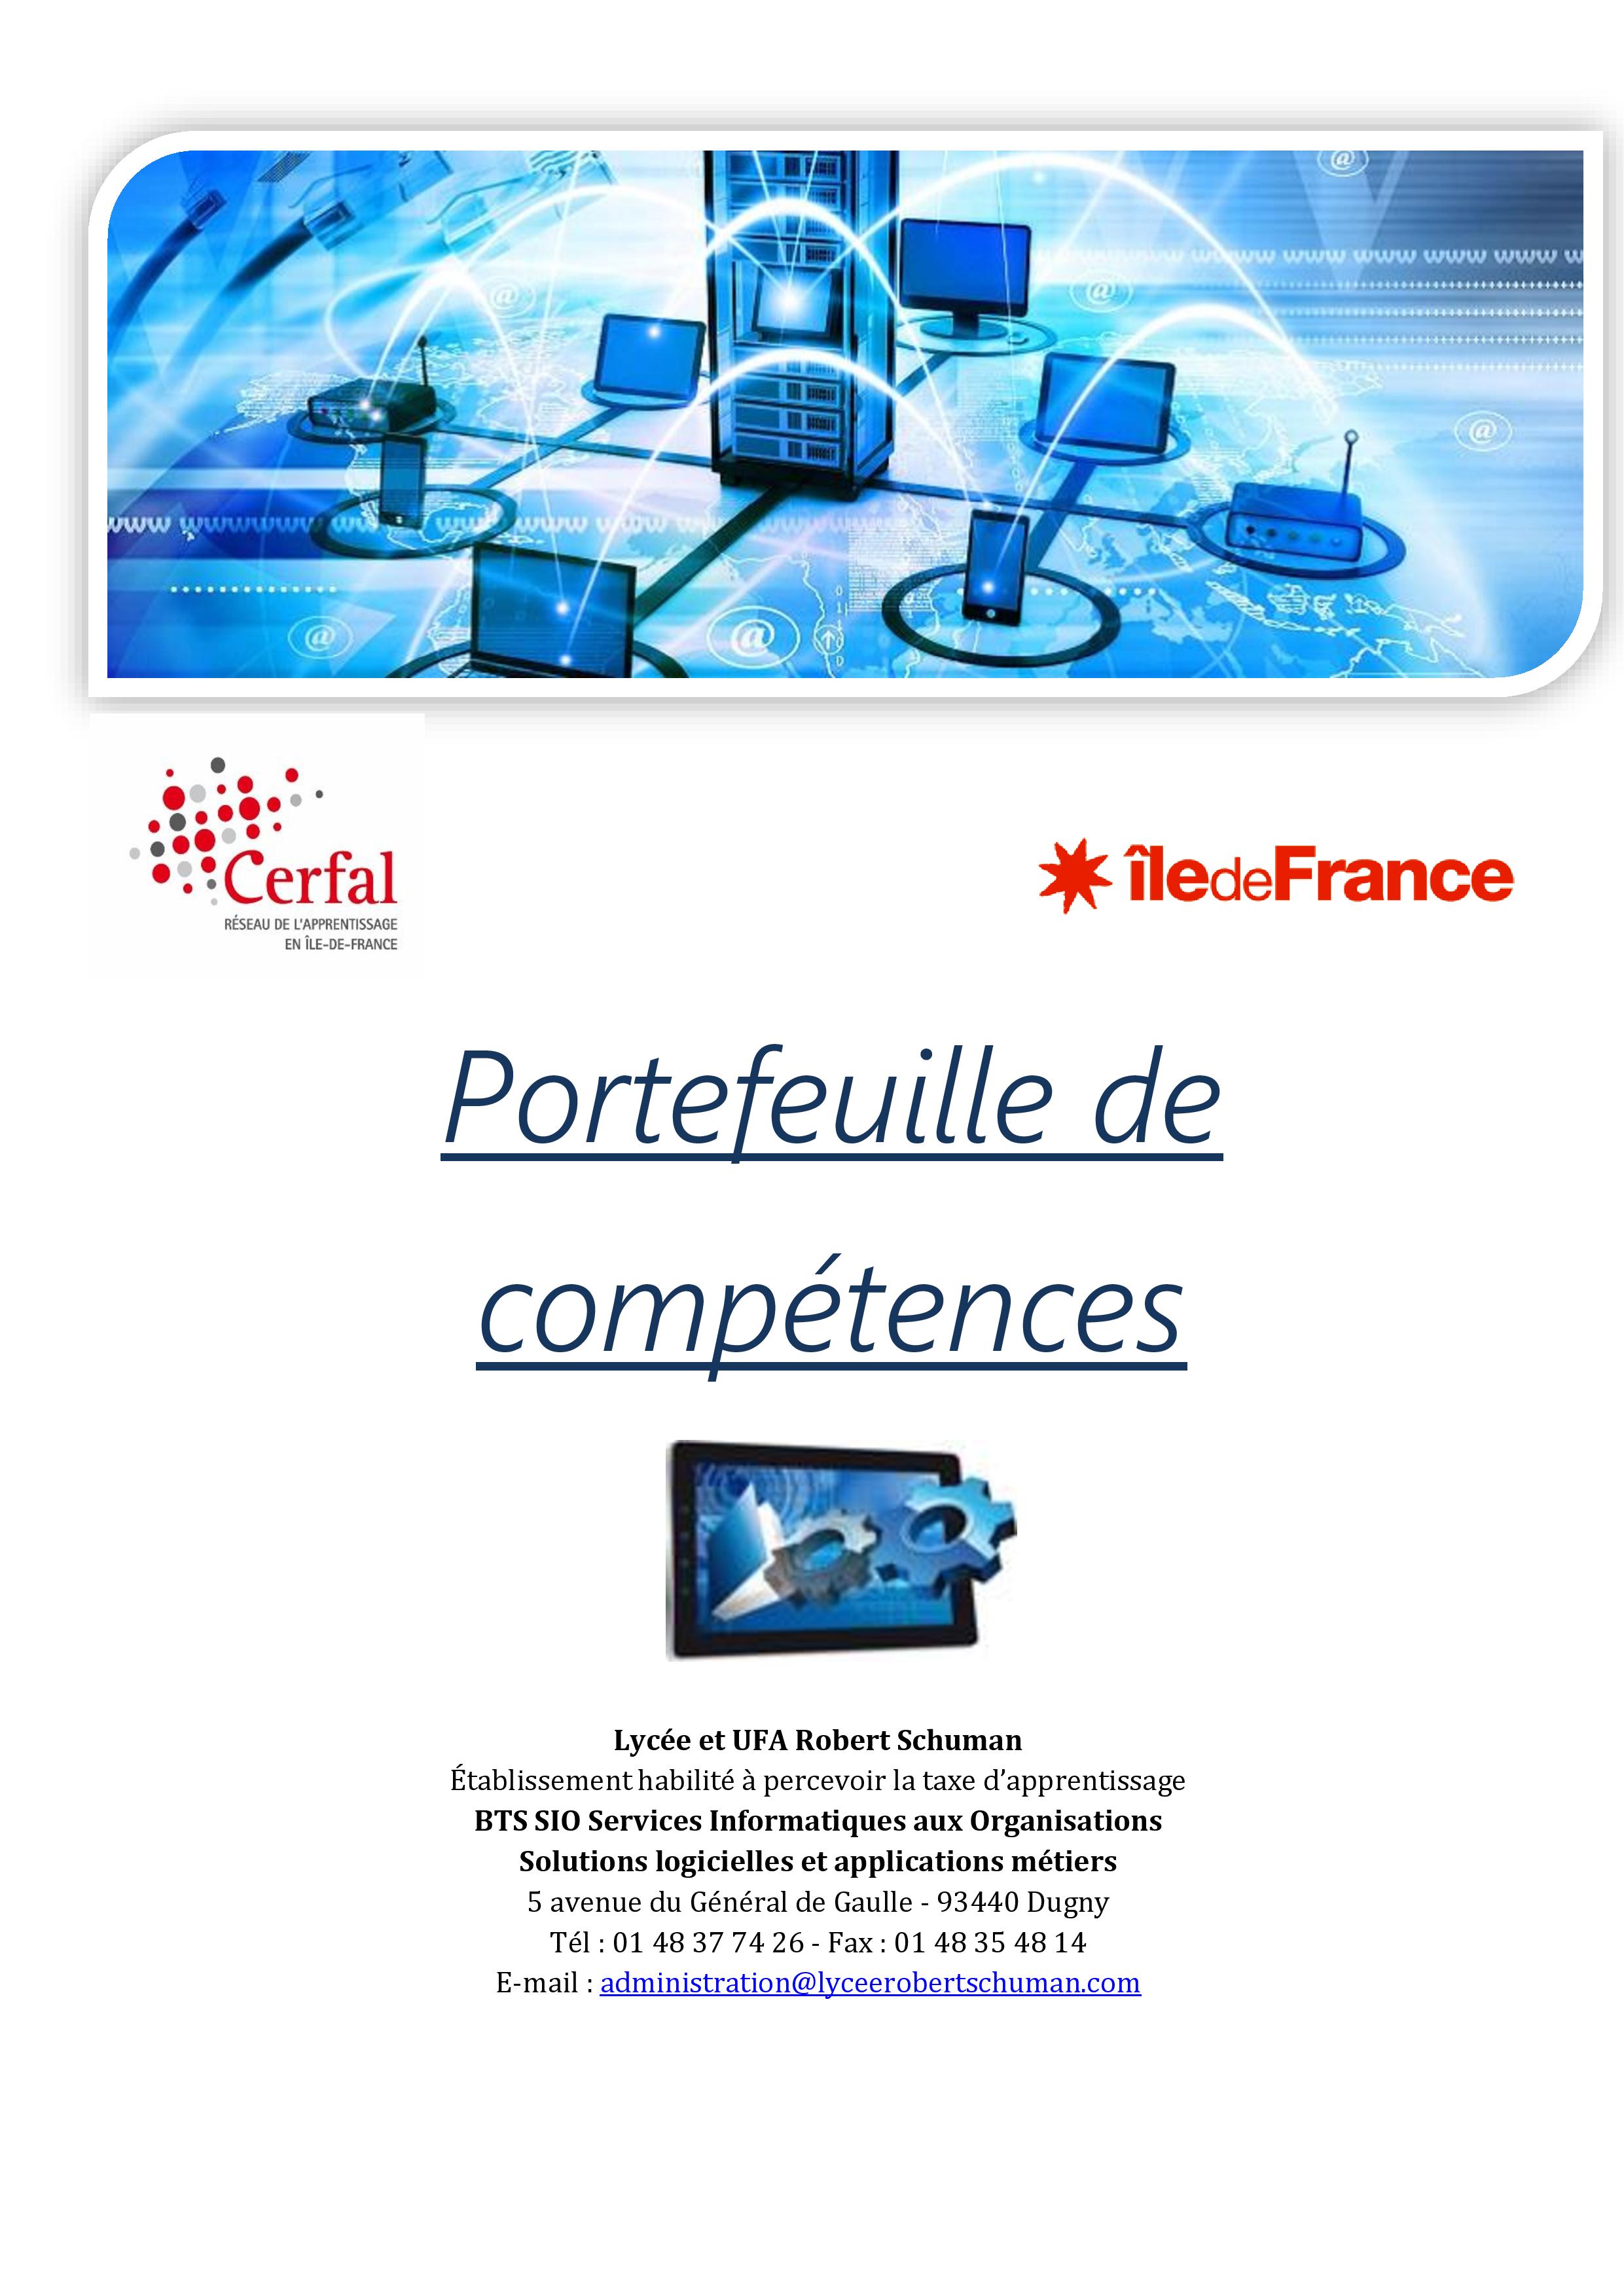 Cerfal
RÉSEAU DE L'APPRENTISSAGE
EN ÎLE-DE-FRANCE
îledeFrance
Portefeuille de
compétences
Lycée et UFA Robert Schuman
Établissement habilité à percevoir la taxe d’apprentissage
BTS SIO Services Informatiques aux Organisations
Solutions logicielles et applications métiers
5 avenue du Général de Gaulle - 93440 Dugny
Tél : 01 48 37 74 26 - Fax : 01 48 35 48 14
E-mail : administration@lyceerobertschuman.com